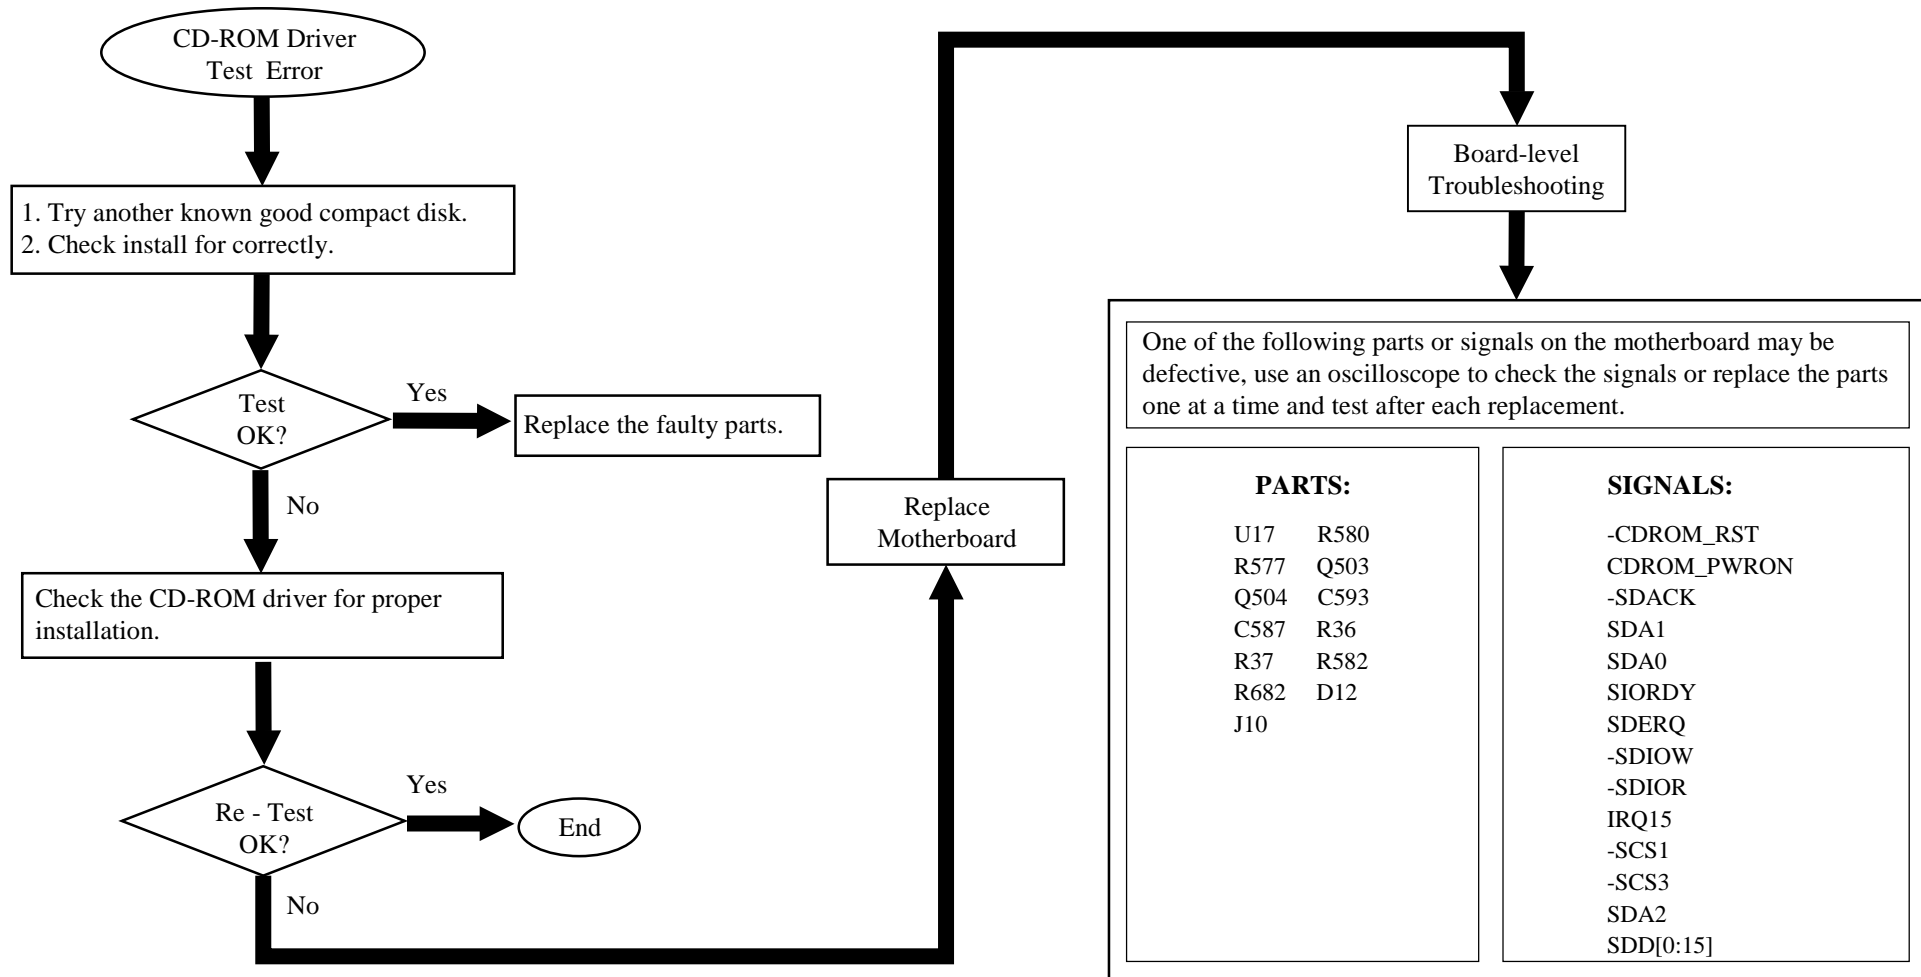 CD-ROM Driver
Test Error
1. Try another known good compact disk.
2. Check install for correctly.
Test
OK?
Yes
Replace the faulty parts.
No
Check the CD-ROM driver for proper
installation.
Re - Test
OK?
Yes
End
No
Replace
Motherboard
Board-level
Troubleshooting
One of the following parts or signals on the motherboard may be
defective, use an oscilloscope to check the signals or replace the parts
one at a time and test after each replacement.
PARTS:
U17 R580
R577 Q503
Q504 C593
C587 R36
R37 R582
R682 D12
J10
SIGNALS:
-CDROM_RST
CDROM_PWRON
-SDACK
SDA1
SDA0
SIORDY
SDERQ
-SDIOW
-SDIOR
IRQ15
-SCS1
-SCS3
SDA2
SDD[0:15]